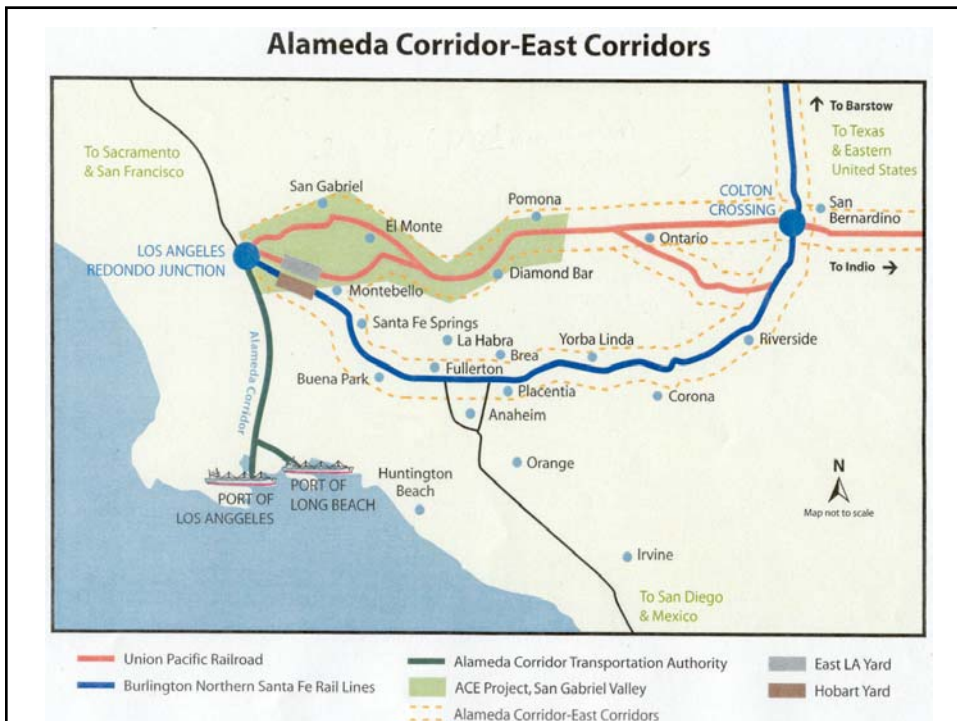 Alameda Corridor-East Corridors
To Barstow
To Texas
& Eastern
United States
To Sacramento
& San Francisco
San Gabriel
Pomona
COLTON
CROSSING
San
Bernardino
El Monte
Ontario
LOS ANGELES
REDONDO JUNCTION
Diamond Bar
To Indio
Montebello
Santa Fe Springs
La Habra
Yorba Linda
Riverside
Brea
Fullerton
Buena Park
Placentia
Corona
Alameda Corridor
Anaheim
Orange
N
Huntington
Beach
PORT OF
LONG BEACH
PORT OF
LOS ANGGELES
Map not to scale
Irvine
To San Diego
& Mexico
Union Pacific Railroad
Alameda Corridor Transportation Authority
East LA Yard
Burlington Northern Santa Fe Rail Lines
ACE Project, San Gabriel Valley
Hobart Yard
Alameda Corridor-East Corridors